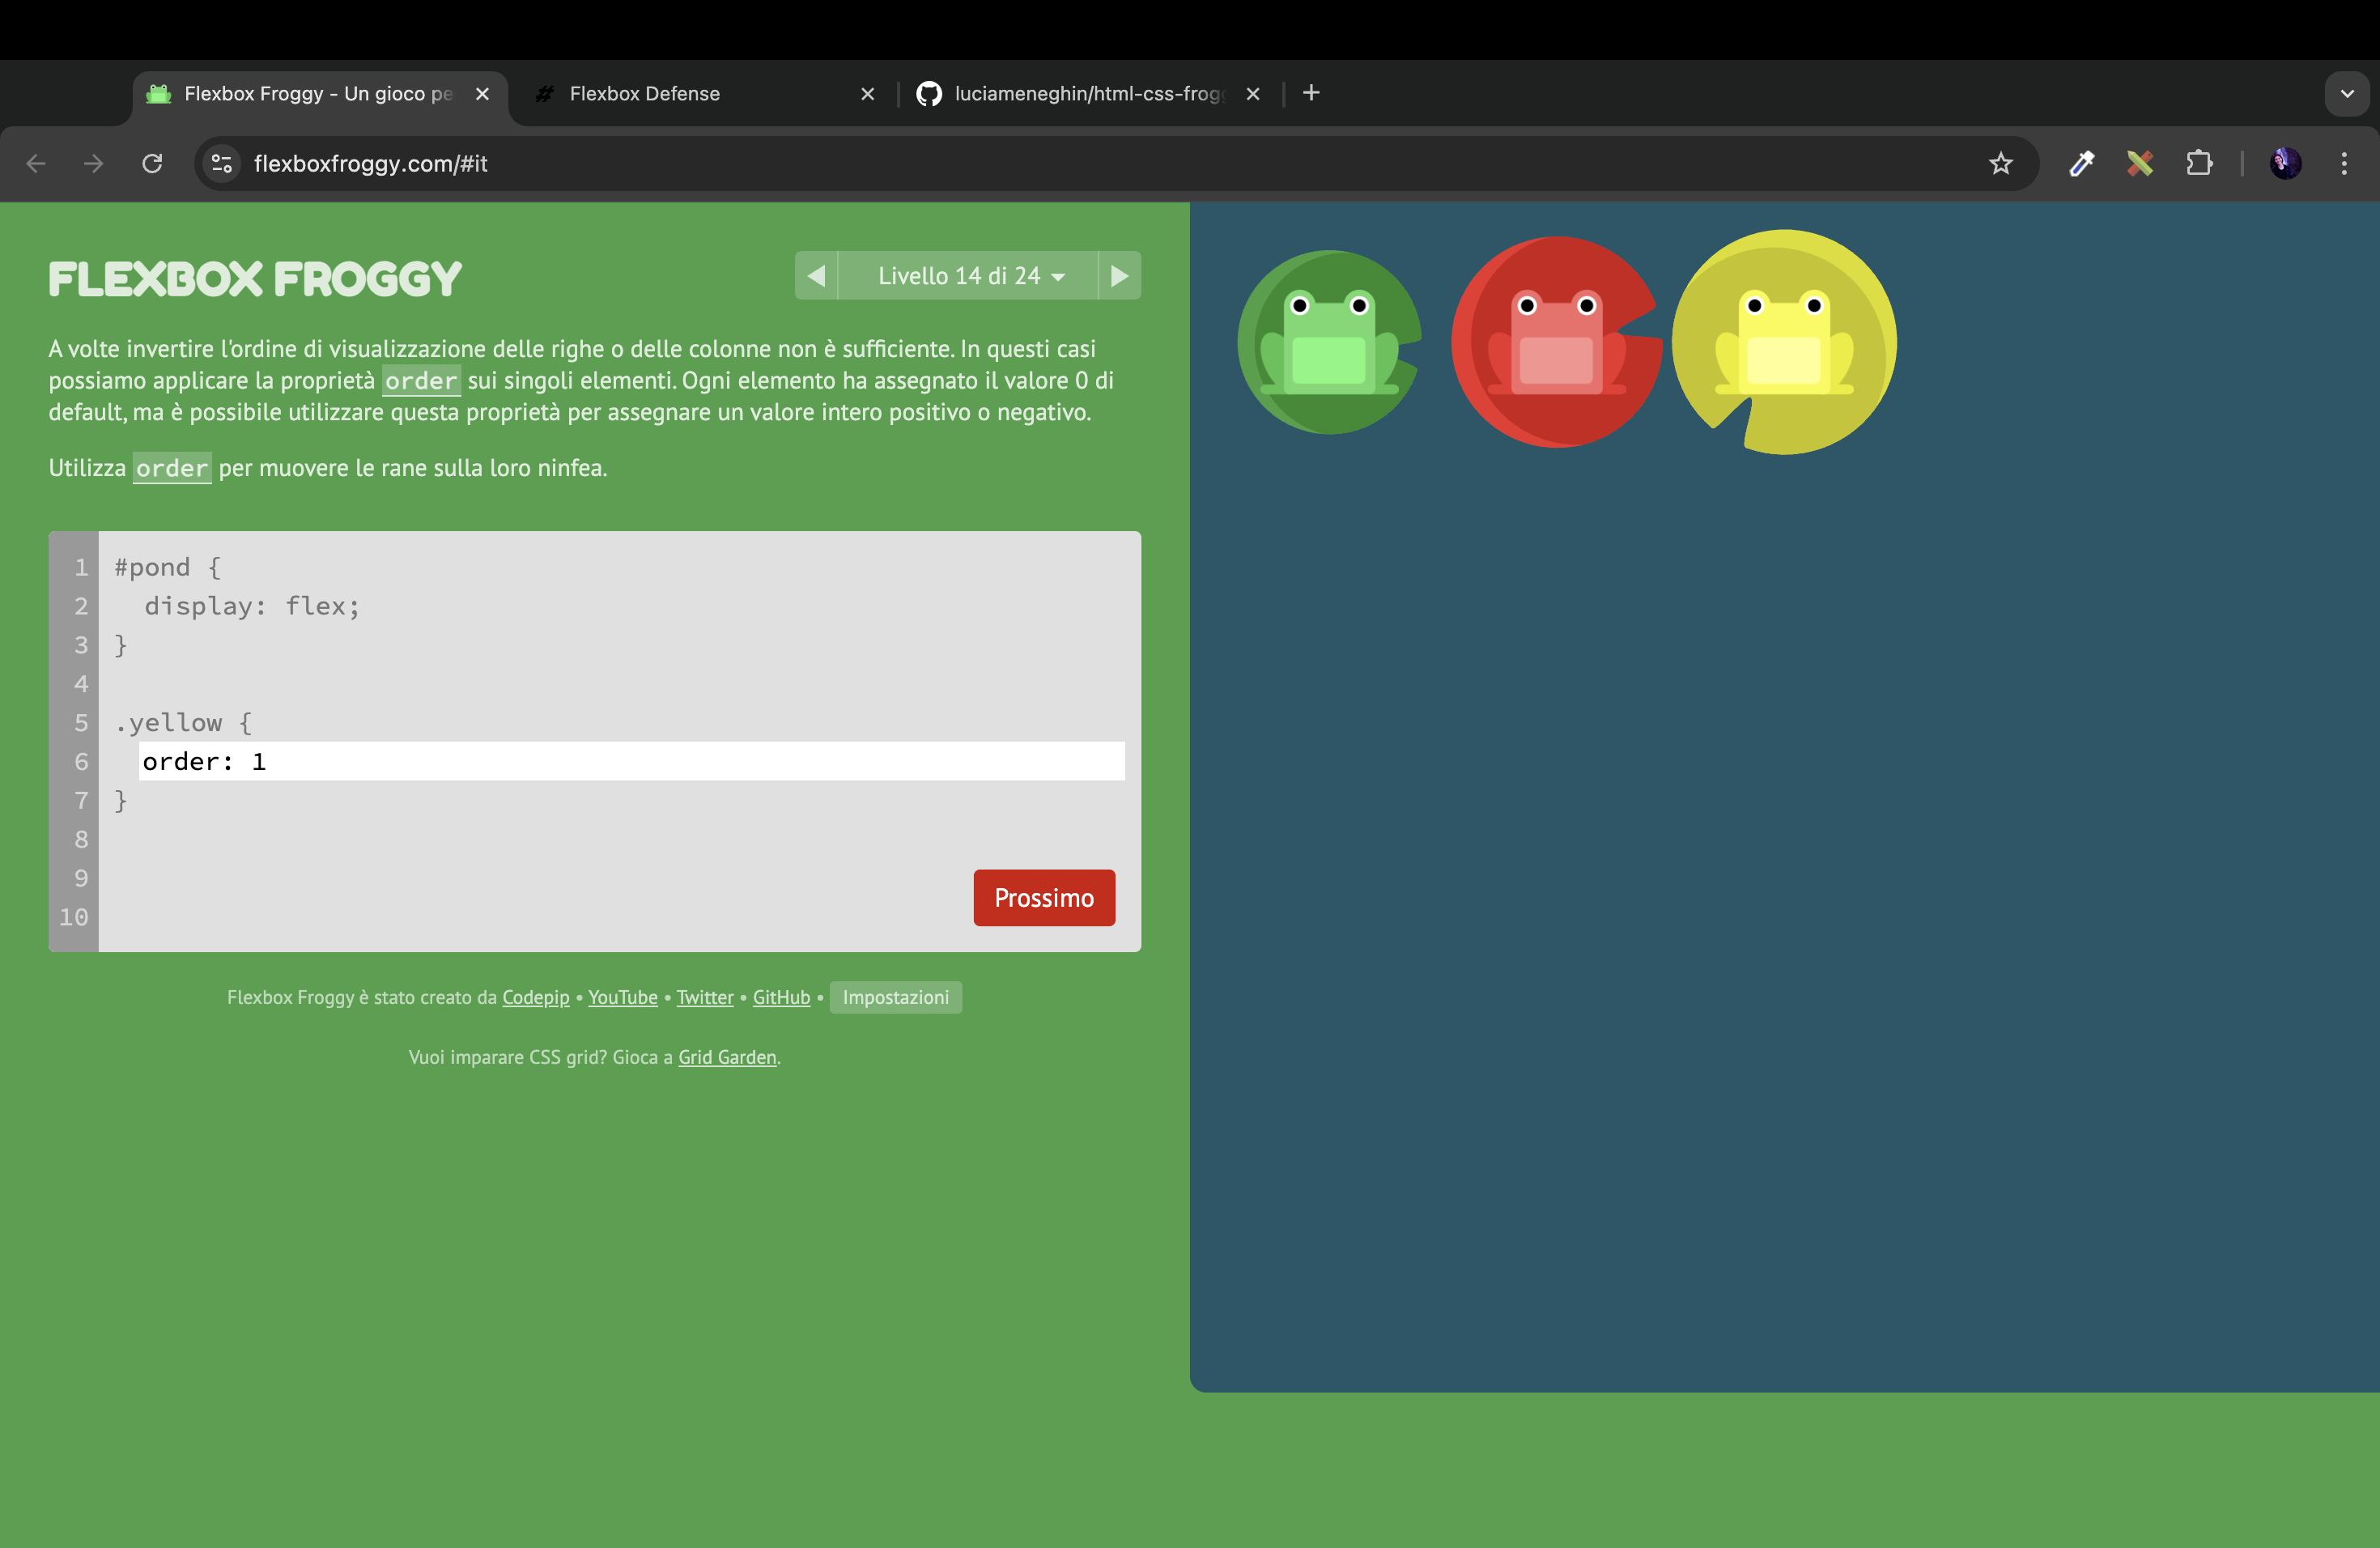 Flexbox Froggy - Un gioco pe
Flexbox Defense
luciameneghin/html-css-frog
flexboxfroggy.com/#it
FLEXBOX FROGGY
Livello 14 di 24
A volte invertire l'ordine di visualizzazione delle righe o delle colonne non è sufficiente. In questi casi
possiamo applicare la proprietà order sui singoli elementi. Ogni elemento ha assegnato il valore 0 di
default, ma è possibile utilizzare questa proprietà per assegnare un valore intero positivo o negativo.
Utilizza order per muovere le rane sulla loro ninfea.
1 #pond {
2 display: flex;
3 }
4
5 .yellow {
6 order: 1
7 }
8
9
10
Prossimo
Flexbox Froggy è stato creato da Codepip • YouTube • Twitter • GitHub • Impostazioni
Vuoi imparare CSS grid? Gioca a Grid Garden.